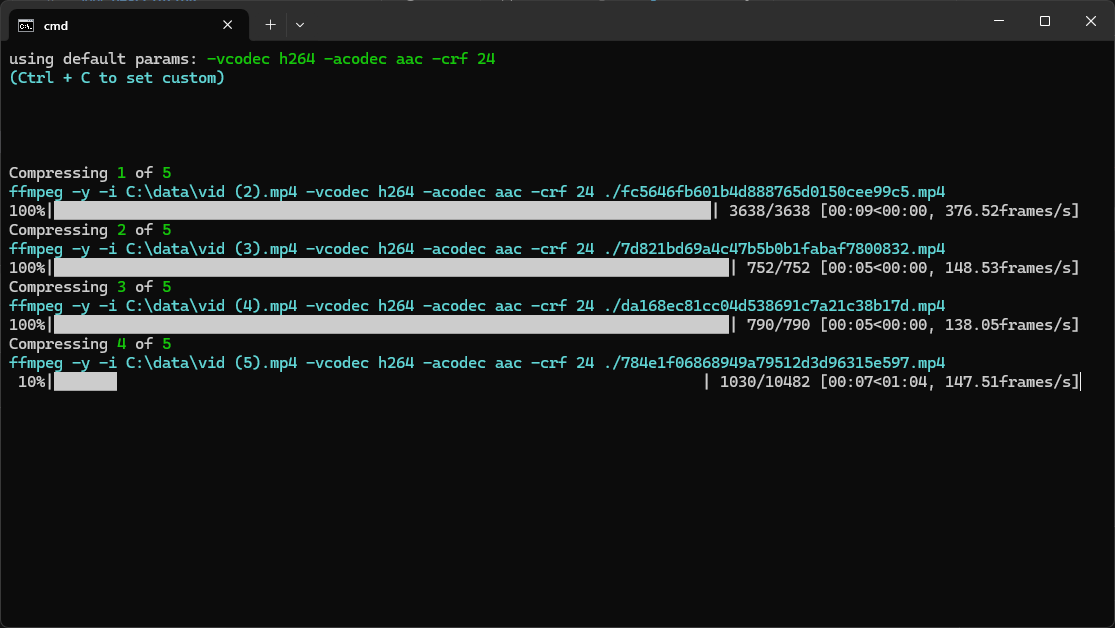 cmd
using default params: -vcodec h264 -acodec aac -crf 24
(Ctrl + C to set custom)
Compressing 1 of 5
ffmpeg -y -i C:\data\vid (2).mp4 -vcodec h264 -acodec aac -crf 24 ./fc5646fb601b4d888765d0150cee99c5.mp4
100%| | 3638/3638 [00:09<00:00, 376.52frames/s]
Compressing 2 of 5
ffmpeg -y -i C:\data\vid (3).mp4 -vcodec h264 -acodec aac -crf 24 ./7d821bd69a4c47b5b0b1fabaf7800832.mp4
100%| | 752/752 [00:05<00:00, 148.53frames/s]
Compressing 3 of 5
ffmpeg -y -i C:\data\vid (4).mp4 -vcodec h264 -acodec aac -crf 24 ./da168ec81cc04d538691c7a21c38b17d.mp4
100%| | 790/790 [00:05<00:00, 138.05frames/s]
Compressing 4 of 5
ffmpeg -y -i C:\data\vid (5).mp4 -vcodec h264 -acodec aac -crf 24 ./784e1f06868949a79512d3d96315e597.mp4
10%| | 1030/10482 [00:07<01:04, 147.51frames/s]